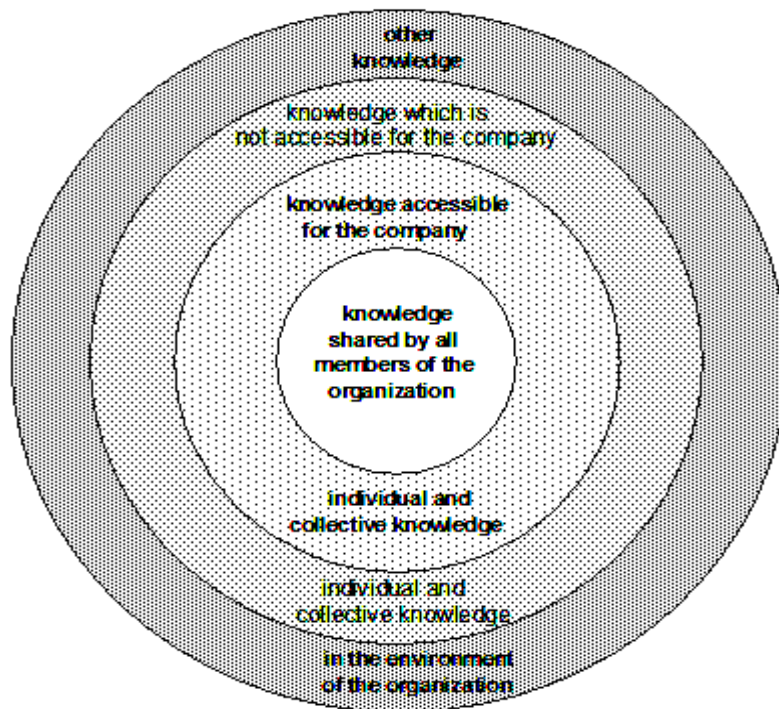 other
knowledge
knowledge which is
not accessible for the company
knowledge accessible
for the company
knowledge
shared by all
members of the
organization
individual and
collective knowledge
individual and
collective knowledge
in the environment
of the organization